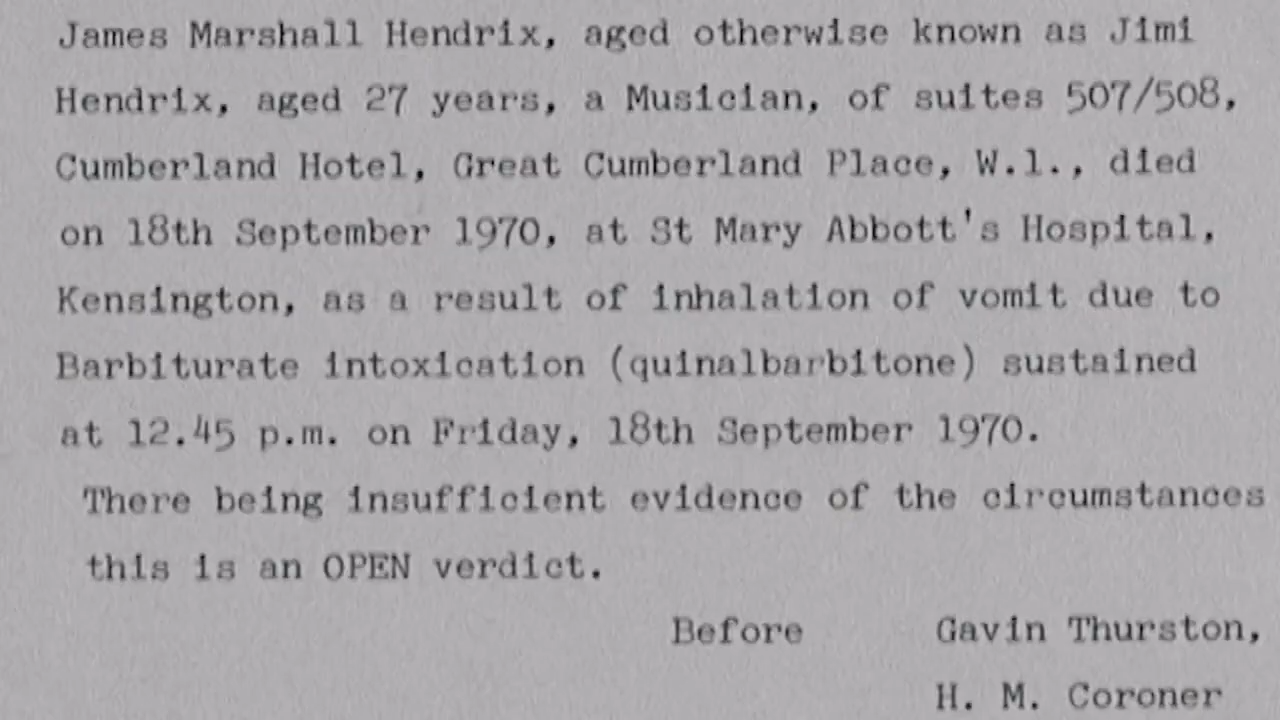 James Marshall Hendrix, aged otherwise known as Jimi
Hendrix, aged 27 years, a Musician, of suites 507/508,
Cumberland Hotel, Great Cumberland Place, W.1., died
on 18th September 1970, at St Mary Abbott's Hospital,
Kensington, as a result of inhalation of vomit due to
Barbiturate intoxication (quinalbarbitone) sustained
at 12.45 p.m. on Friday, 18th September 1970.
There being insufficient evidence of the circumstances
this is an OPEN verdict.
Before Gavin Thurston,
H. M. Coroner